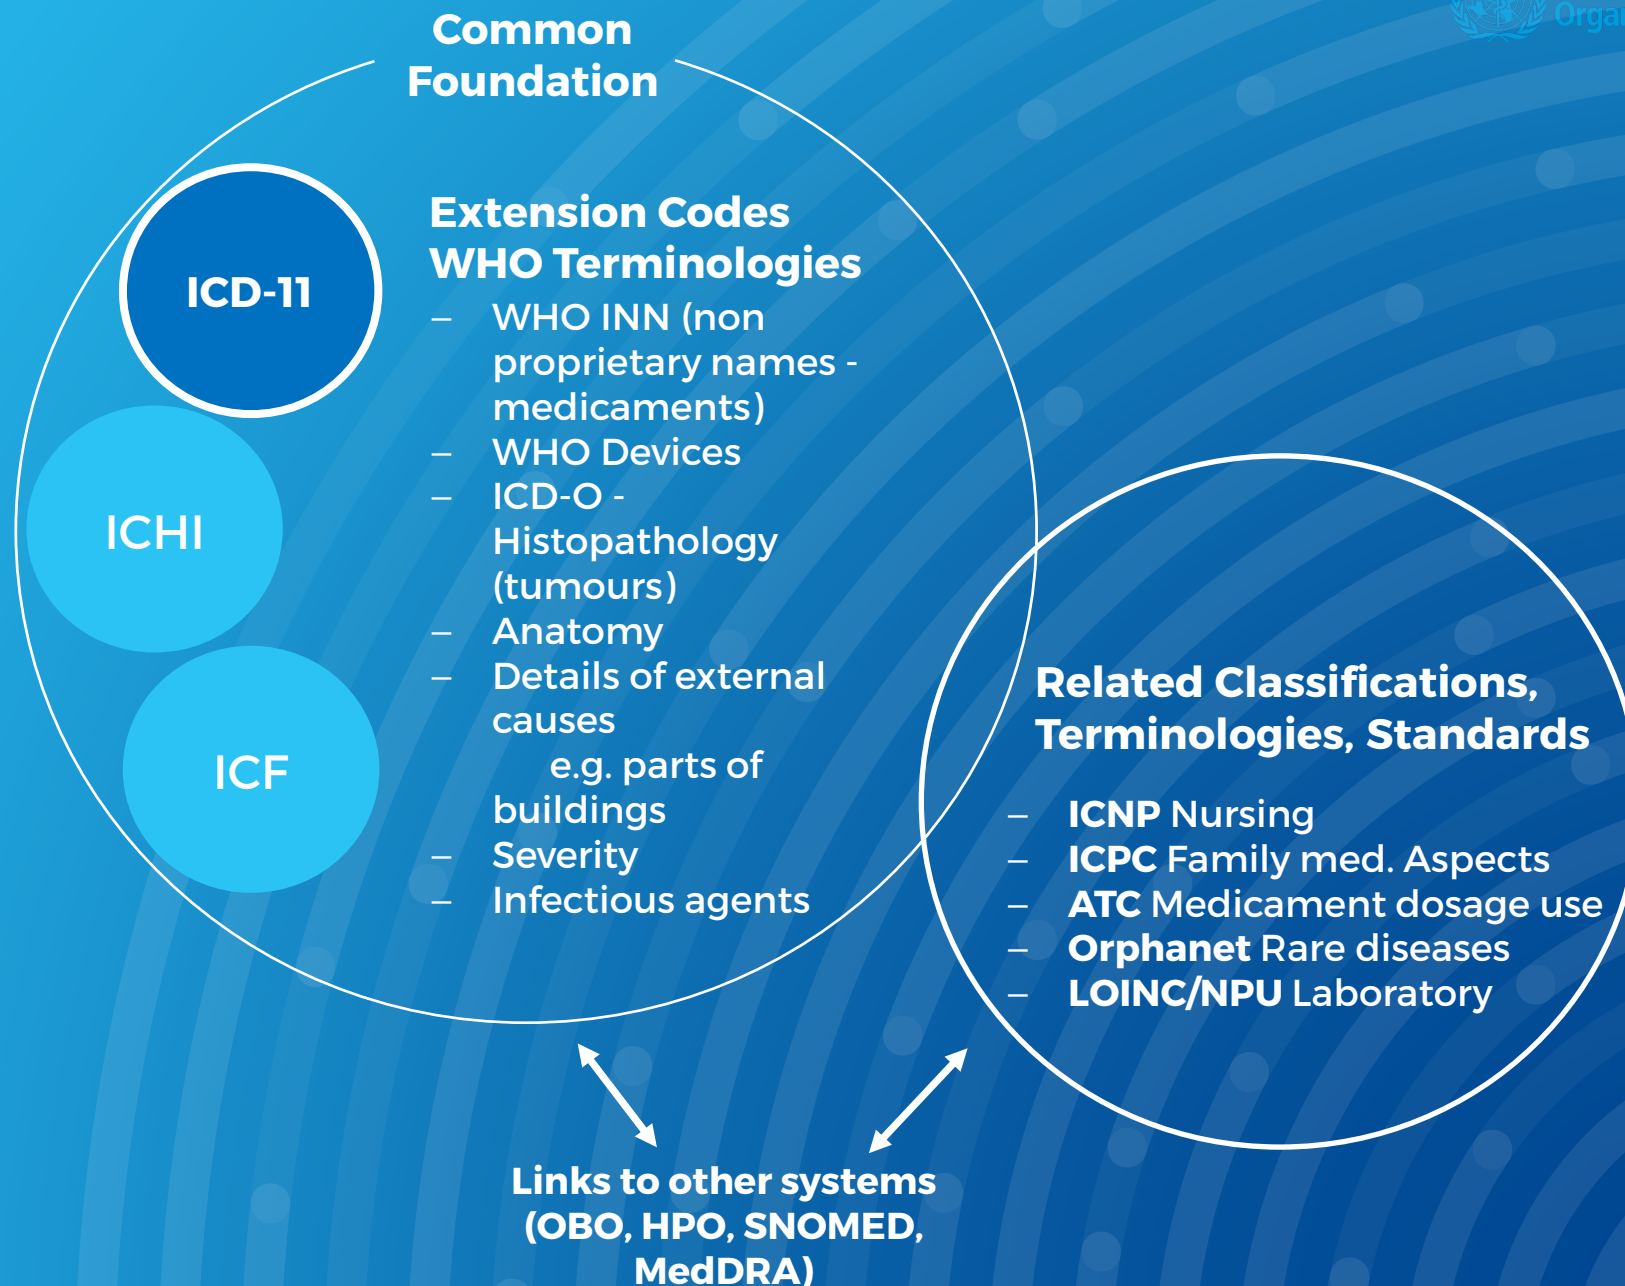 Common
Foundation
ICD-11
ICHI
ICF
Extension Codes
WHO Terminologies
– WHO INN (non
proprietary names -
medicaments)
– WHO Devices
– ICD-O -
Histopathology
(tumours)
– Anatomy
– Details of external
causes
e.g. parts of
buildings
– Severity
– Infectious agents
Related Classifications,
Terminologies, Standards
– ICNP Nursing
– ICPC Family med. Aspects
– ATC Medicament dosage use
– Orphanet Rare diseases
– LOINC/NPU Laboratory
Links to other systems
(OBO, HPO, SNOMED,
MedDRA)